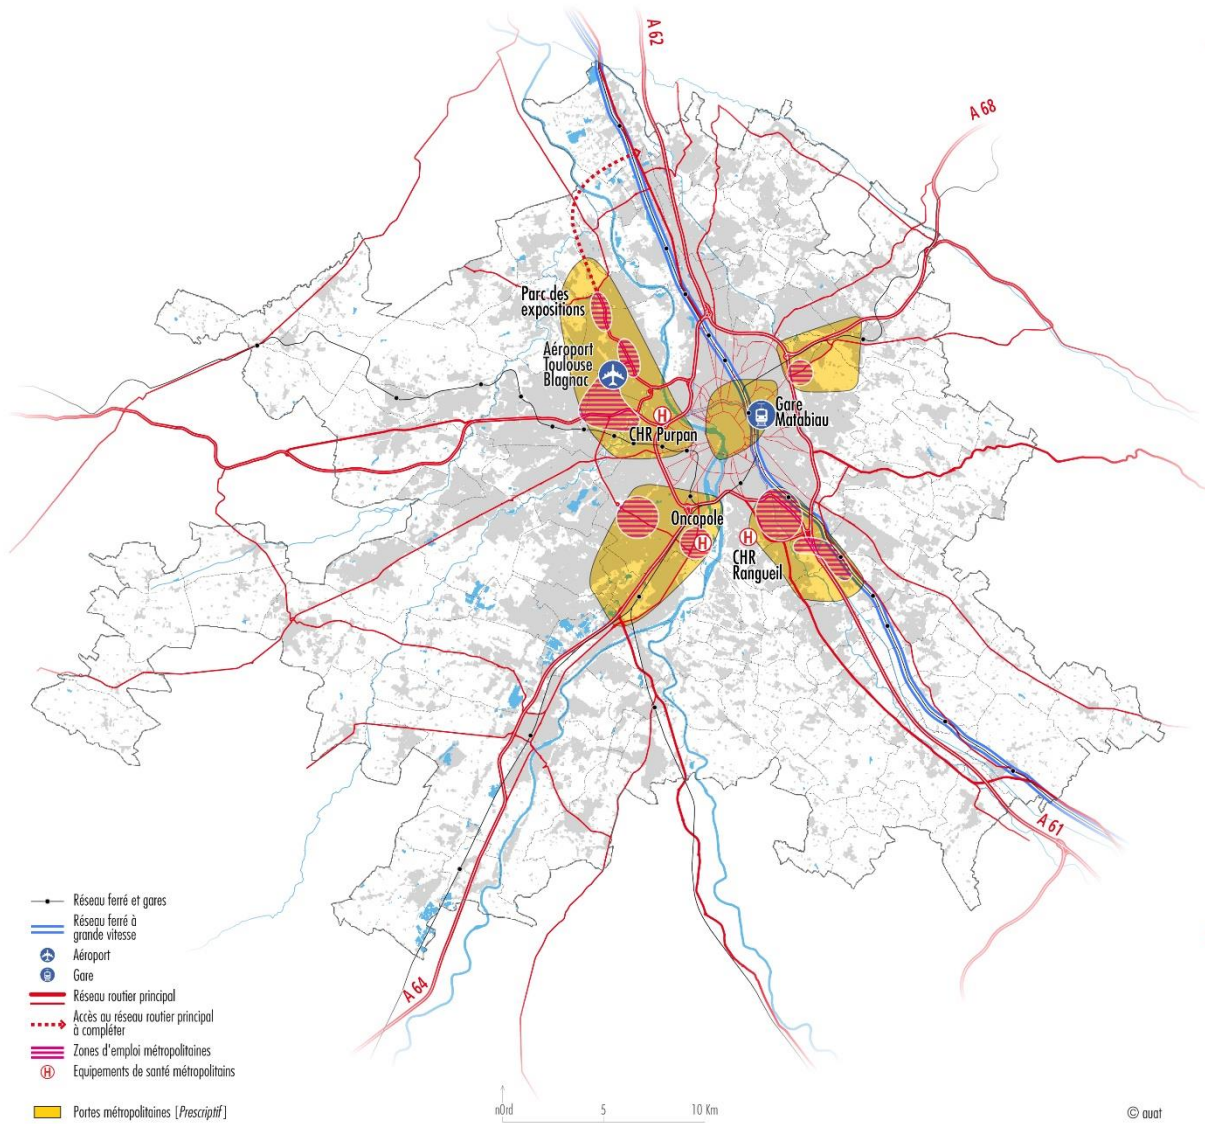 A 62
A 68
Parc des
expositions
Aéroport
Toulouse
Blagnac
H
CHR Purpan
Gare
Matabiau
Oncopole
H
H
CHR
Rangueil
A 61
A 64
Réseau ferré et gares
Réseau ferré à
grande vitesse
Aéroport
Gare
Réseau routier principal
Accès au réseau routier principal
à compléter
Zones d'emploi métropolitaines
H Equipements de santé métropolitains
Portes métropolitaines [Prescriptif]
n0rd 5 10 Km
© auat